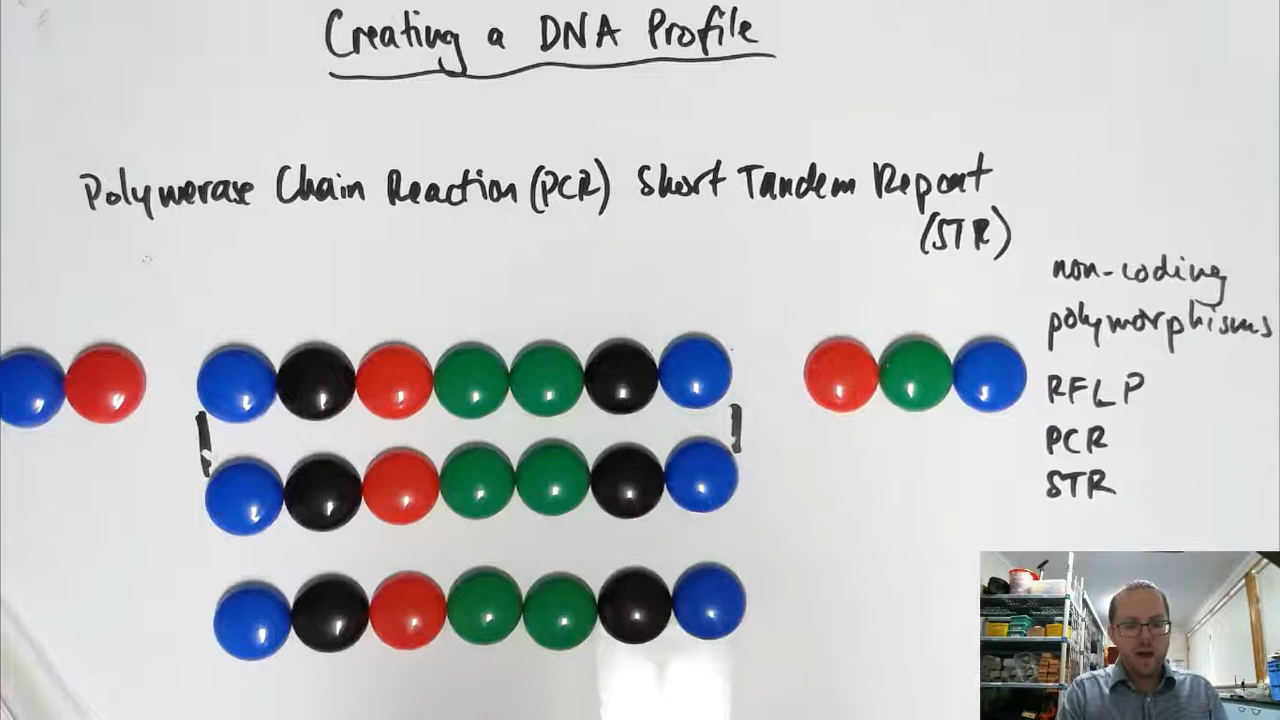 Creating a DNA Profile
Polymerase Chain Reaction (PCR) Short Tandem Repeat
(STR)
non-coding
polymorphisms
RFLP
PCR
STR